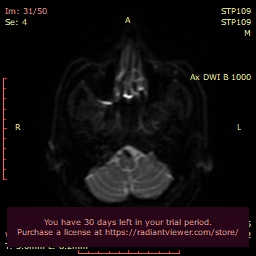 Im: 31/50
Se: 4
A
STP109
STP109
M
Ax DWI B 1000
R
L
You have 30 days left in your trial period.
Purchase a license at https://radiantviewer.com/store/